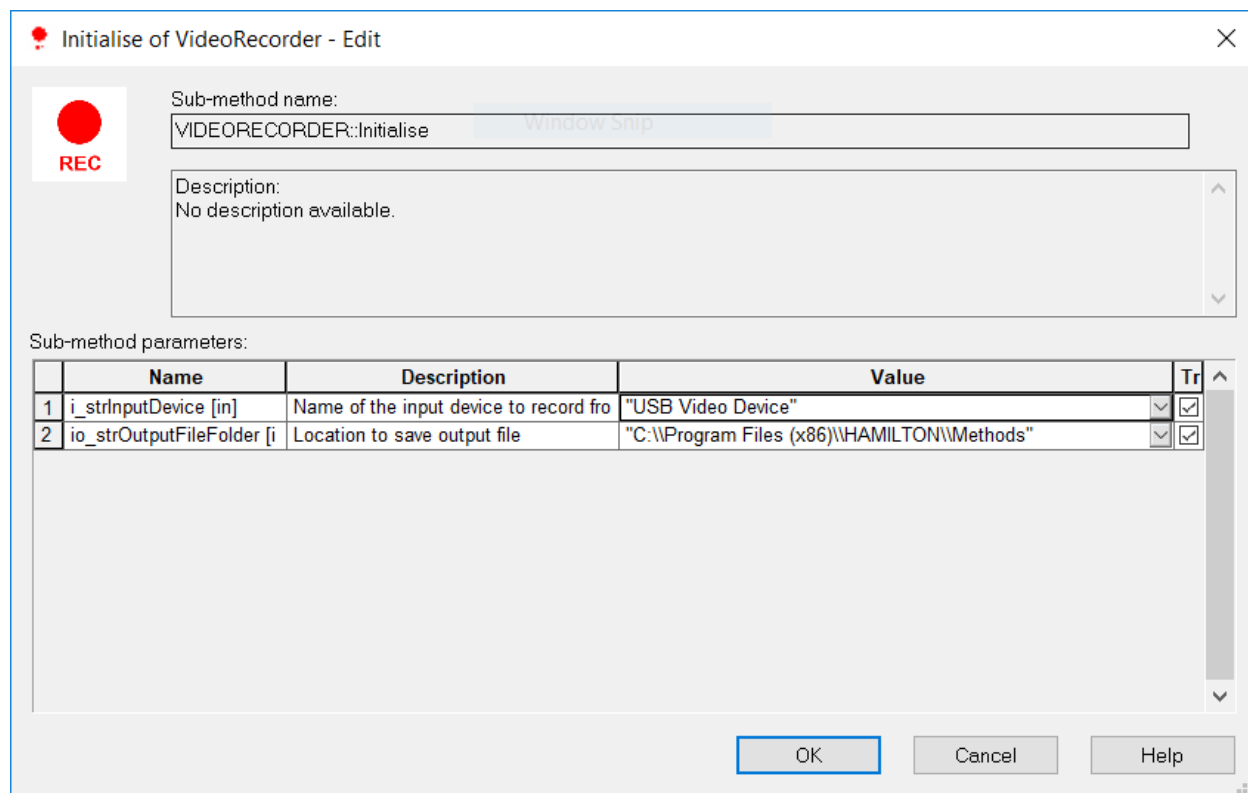 Initialise of VideoRecorder - Edit
Sub-method name:
Window Snip
VIDEORECORDER::Initialise
REC
Description:
No description available.
Sub-method parameters:
Name Description Value Tr
1 i_strInputDevice [in] Name of the input device to record fro "USB Video Device"
2 io_strOutputFileFolder [i Location to save output file "C:\\Program Files (x86)\\HAMILTON\\Methods"
OK Cancel Help